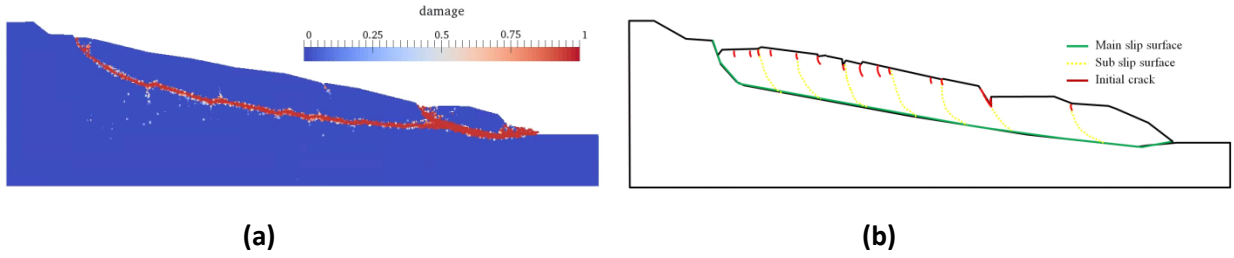 damage
0 0.25 0.5 0.75 1
Main slip surface
Sub slip surface
Initial crack
(a) (b)